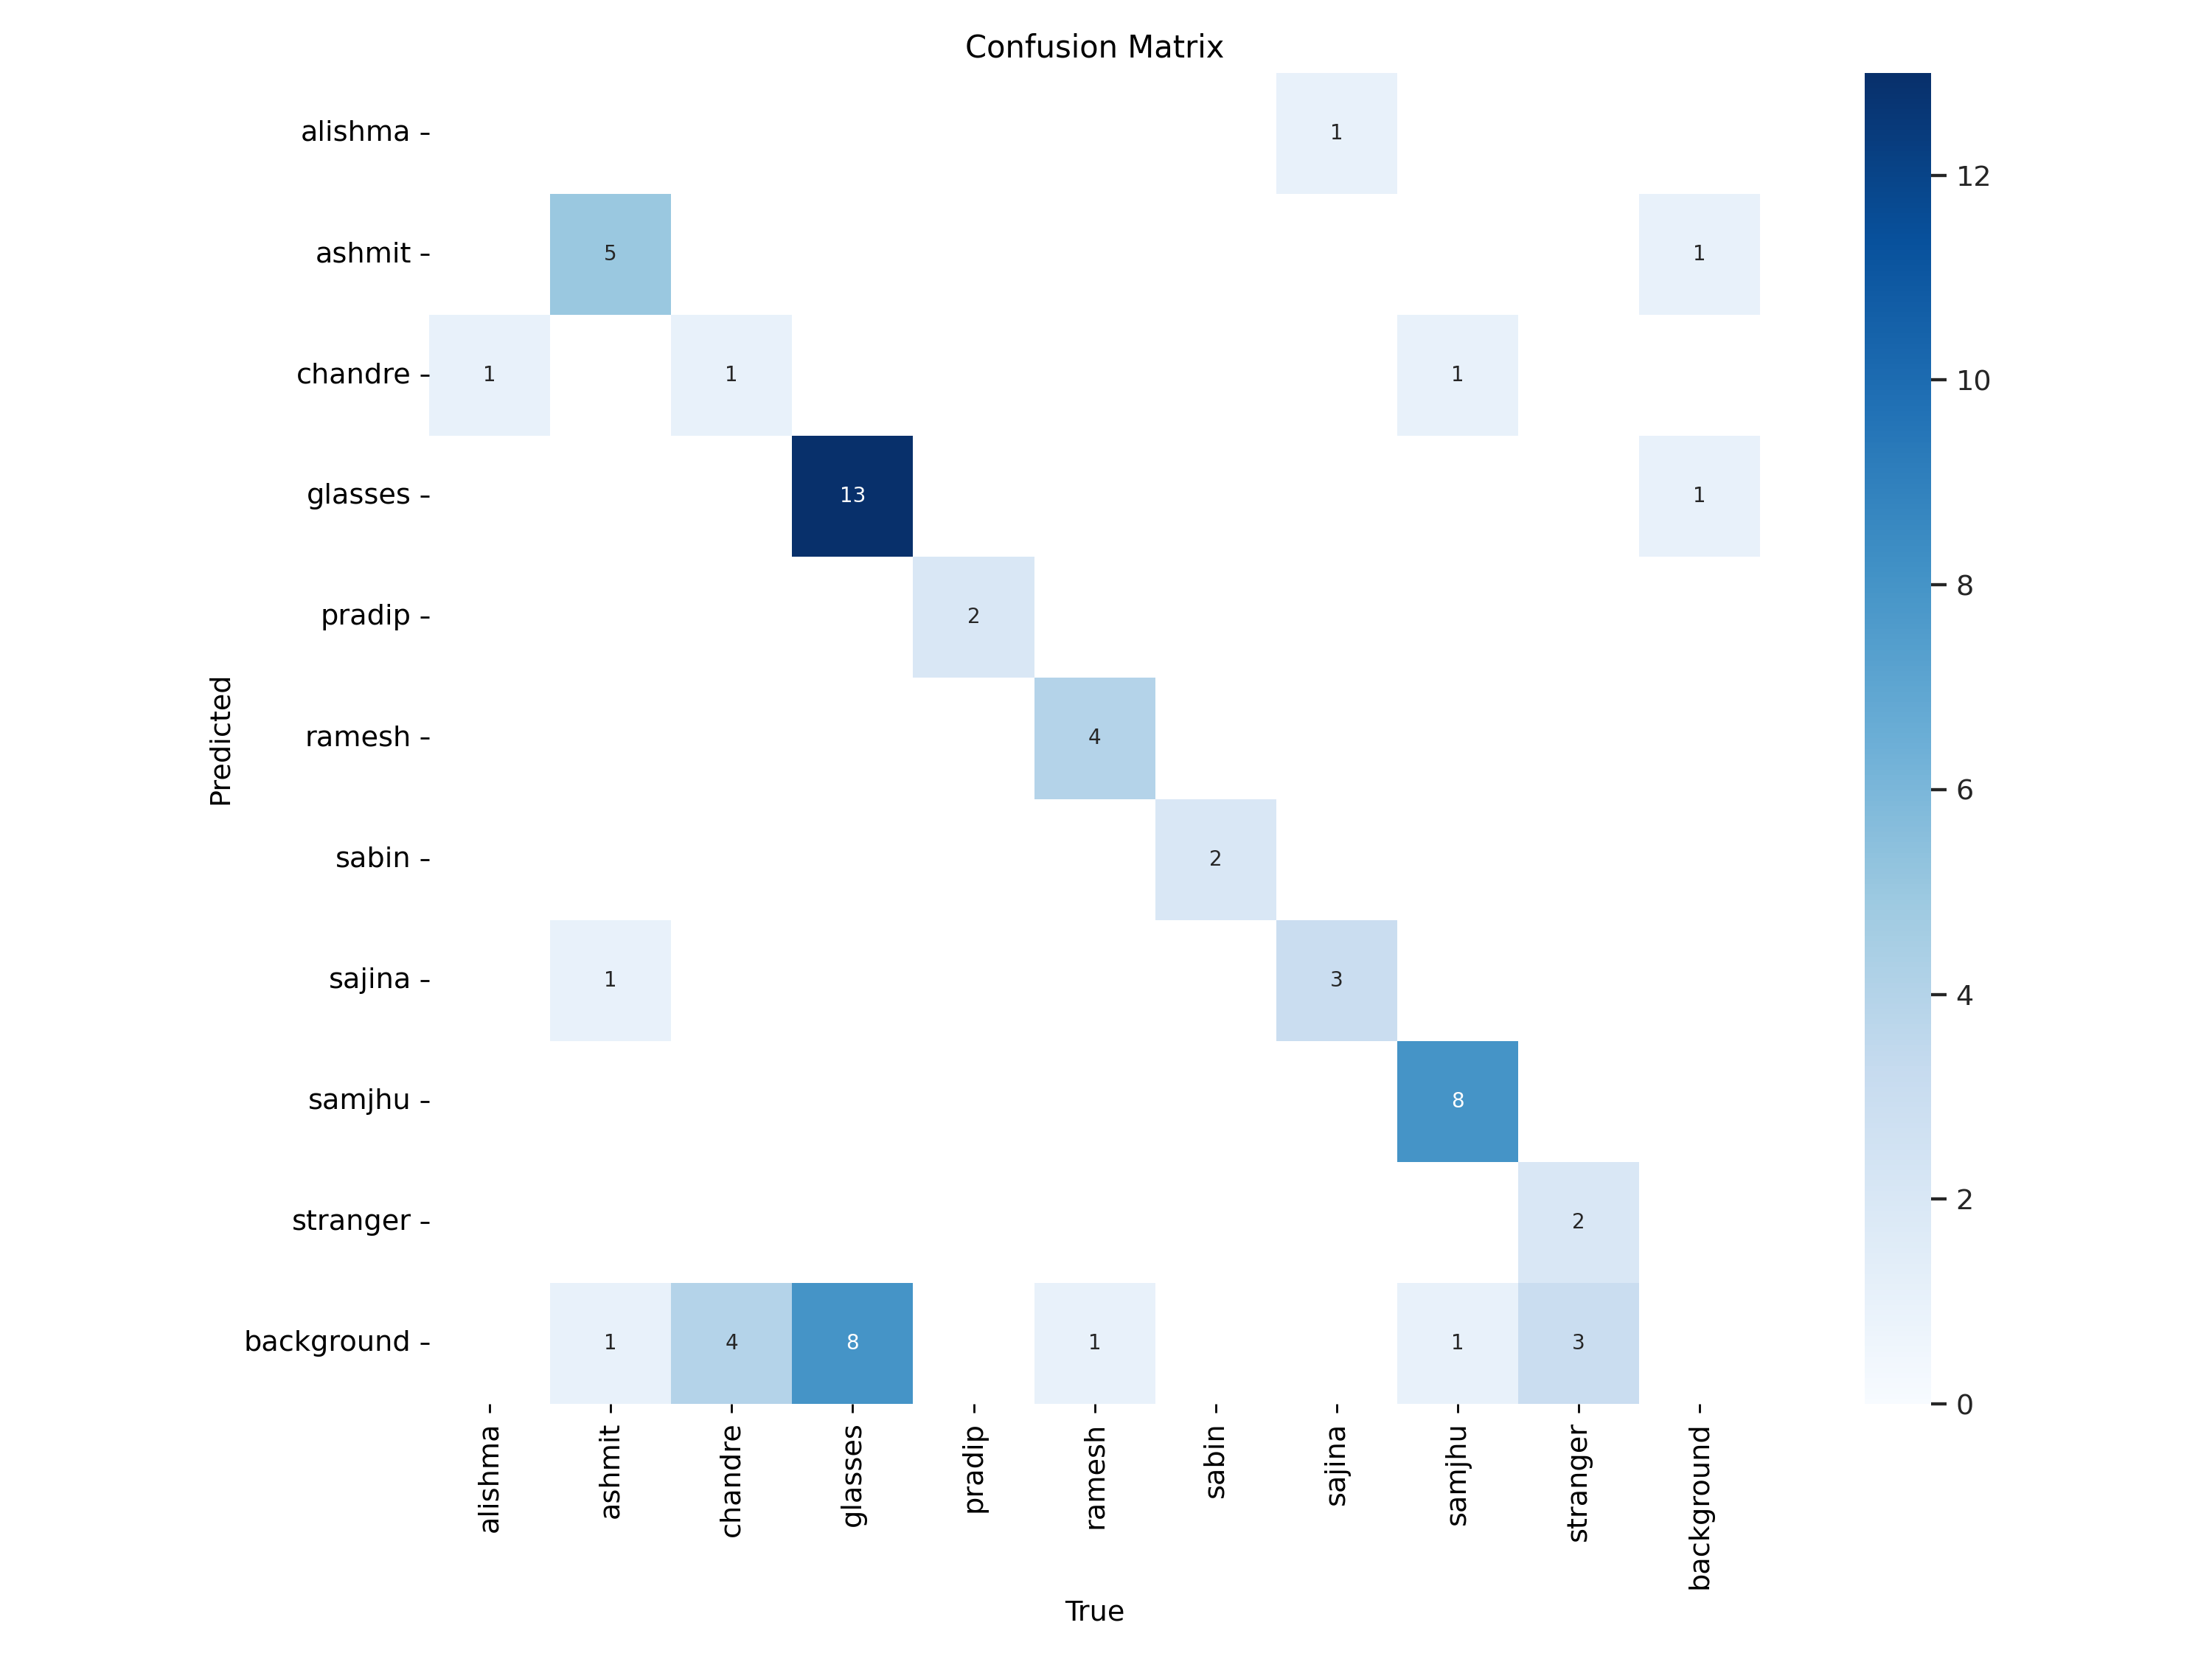 Confusion Matrix
alishma
1
12
ashmit
5
1
chandre
1
1
1
10
glasses
13
1
8
pradip
2
Predicted
ramesh
4
6
sabin
2
sajina
1
3
4
samjhu
8
stranger
2
2
background
1
4
8
1
1
3
0
alishma
ashmit
chandre
glasses
pradip
ramesh
sabin
sajina
samjhu
stranger
background
True